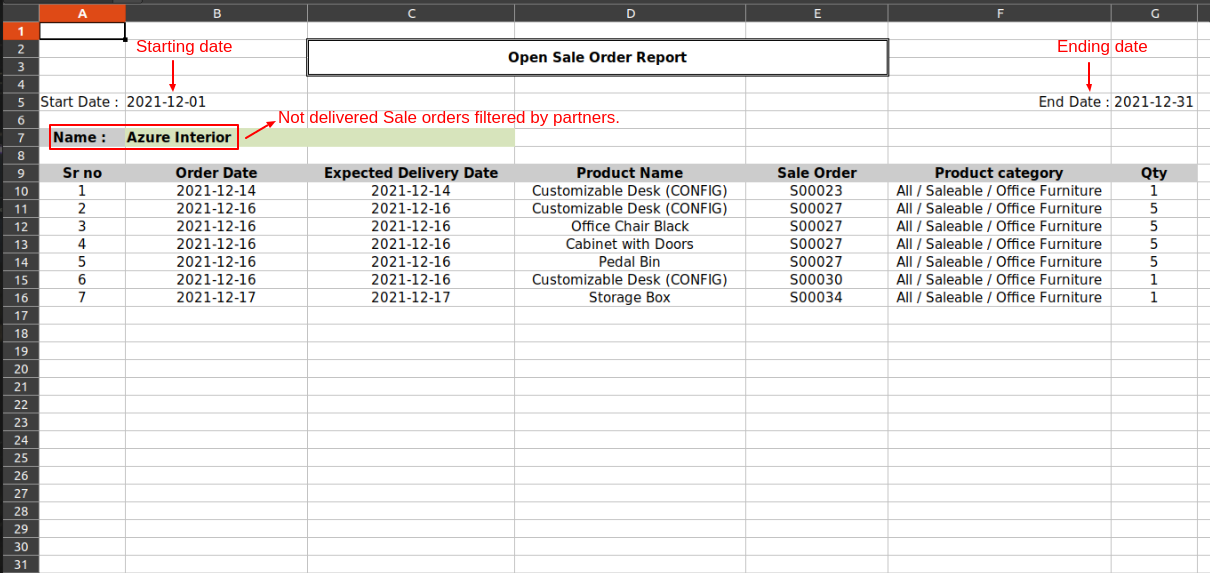 A B C D E F G
1
2 Starting date Ending date
3 Open Sale Order Report
4
5 Start Date : 2021-12-01 End Date : 2021-12-31
6 Not delivered Sale orders filtered by partners.
7 Name : Azure Interior
8
9 Sr no Order Date Expected Delivery Date Product Name Sale Order Product category Qty
10 1 2021-12-14 2021-12-14 Customizable Desk (CONFIG) S00023 All / Saleable / Office Furniture 1
11 2 2021-12-16 2021-12-16 Customizable Desk (CONFIG) S00027 All / Saleable / Office Furniture 5
12 3 2021-12-16 2021-12-16 Office Chair Black S00027 All / Saleable / Office Furniture 5
13 4 2021-12-16 2021-12-16 Cabinet with Doors S00027 All / Saleable / Office Furniture 5
14 5 2021-12-16 2021-12-16 Pedal Bin S00027 All / Saleable / Office Furniture 5
15 6 2021-12-16 2021-12-16 Customizable Desk (CONFIG) S00030 All / Saleable / Office Furniture 1
16 7 2021-12-17 2021-12-17 Storage Box S00034 All / Saleable / Office Furniture 1
17
18
19
20
21
22
23
24
25
26
27
28
29
30
31